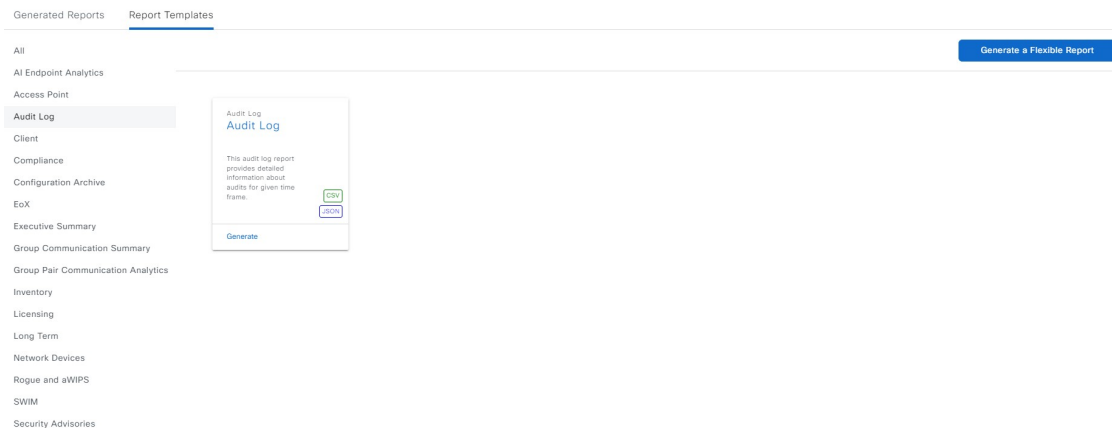 Generated Reports Report Templates
All
Generate a Flexible Report
AI Endpoint Analytics
Access Point
Audit Log
Client
Compliance
Configuration Archive
EoX
Executive Summary
Group Communication Summary
Group Pair Communication Analytics
Inventory
Licensing
Long Term
Network Devices
Rogue and aWIPS
SWIM
Security Advisories
Audit Log
Audit Log
This audit log report
provides detailed
information about
audits for given time
frame.
CSV
JSON
Generate